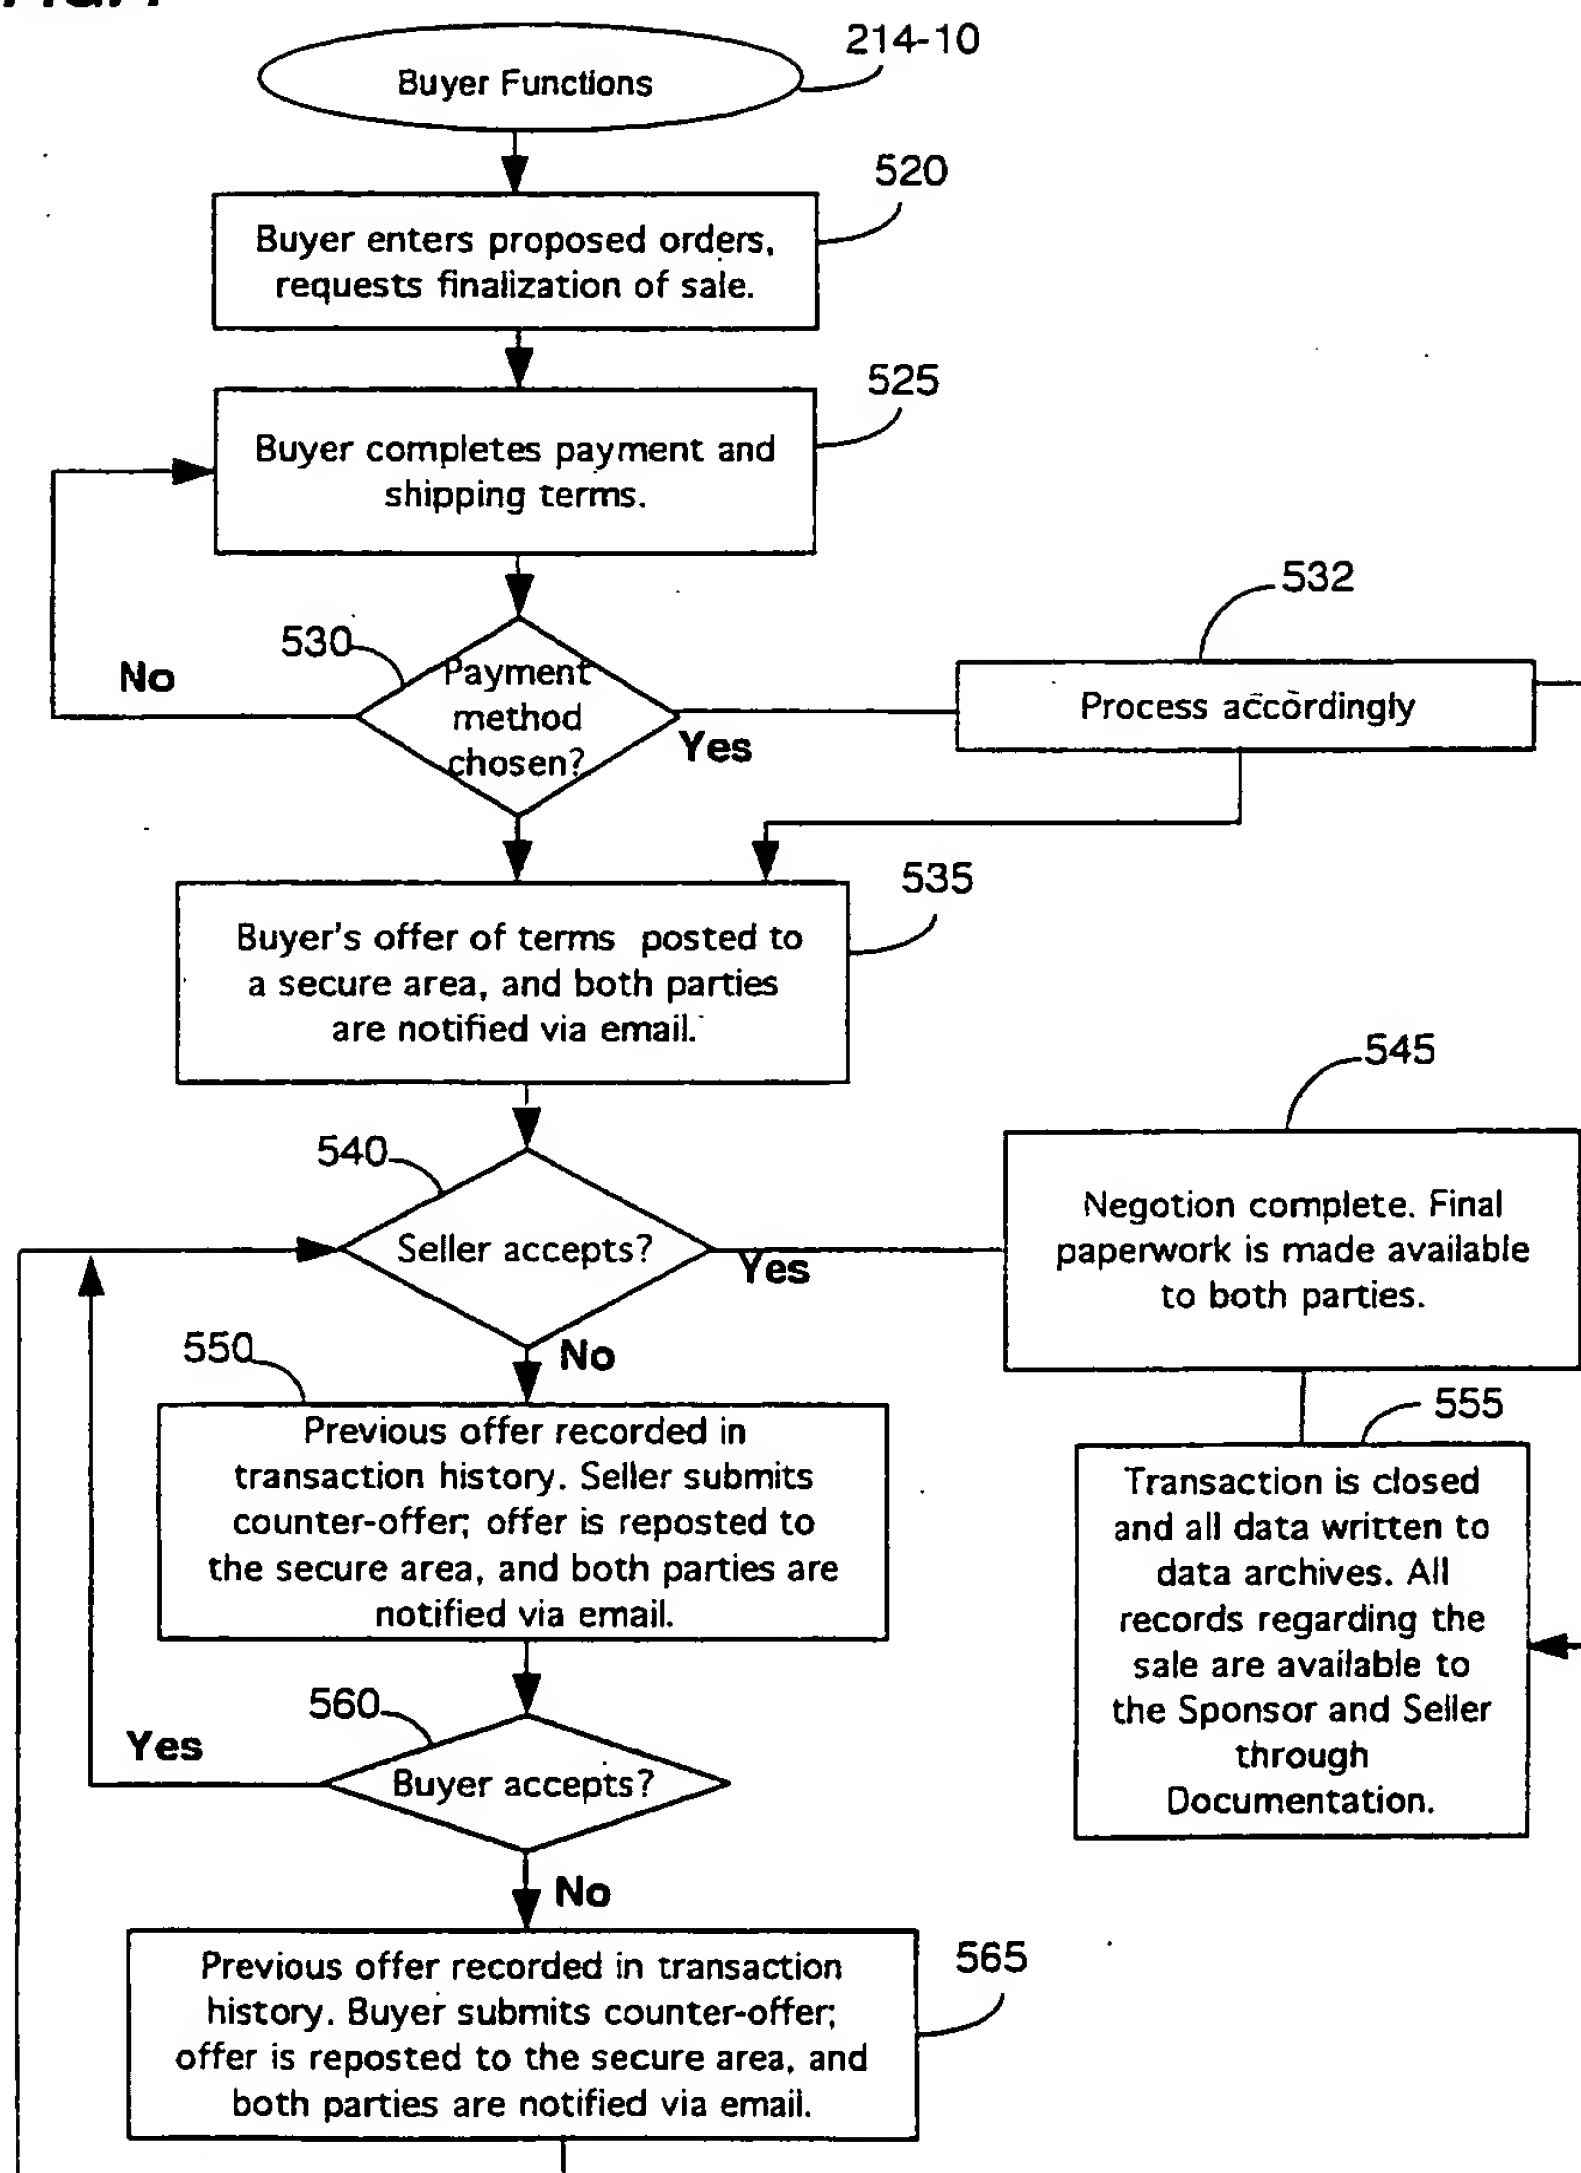 214-10
Buyer Functions
520
Buyer enters proposed orders,
requests finalization of sale.
525
Buyer completes payment and
shipping terms.
532
530
No
Payment
method
chosen?
Yes
Process accordingly
535
Buyer's offer of terms posted to
a secure area, and both parties
are notified via email.
545
540
Seller accepts?
Yes
Negotion complete. Final
paperwork is made available
to both parties.
No
550
Previous offer recorded in
transaction history. Seller submits
counter-offer; offer is reposted to
the secure area, and both parties are
notified via email.
555
Transaction is closed
and all data written to
data archives. All
records regarding the
sale are available to
the Sponsor and Seller
through
Documentation.
560
Yes
Buyer accepts?
No
565
Previous offer recorded in transaction
history. Buyer submits counter-offer;
offer is reposted to the secure area, and
both parties are notified via email.